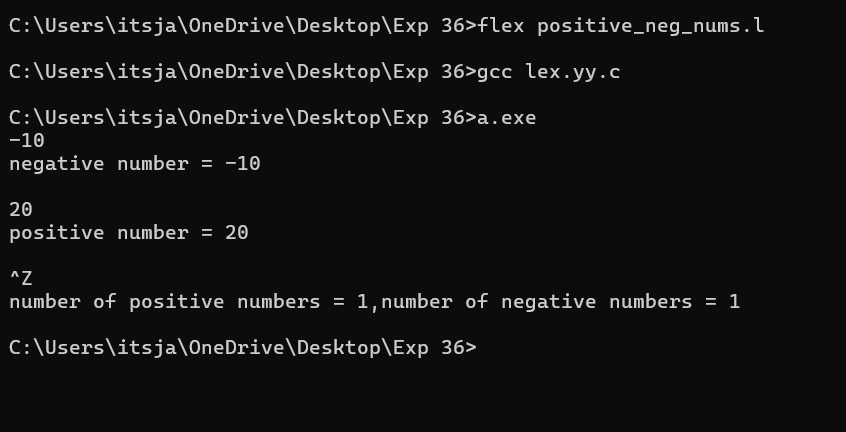 C:\Users\itsja\OneDrive\Desktop\Exp 36>flex positive_neg_nums.l
C:\Users\itsja\OneDrive\Desktop\Exp 36>gcc lex.yy.c
C:\Users\itsja\OneDrive\Desktop\Exp 36>a.exe
-10
negative number = -10
20
positive number = 20
^Z
number of positive numbers = 1,number of negative numbers = 1
C:\Users\itsja\OneDrive\Desktop\Exp 36>